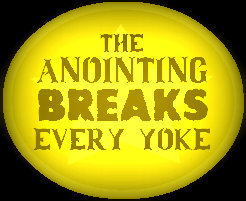 THE
ANOINTING
BREAKS
EVERY YOKE